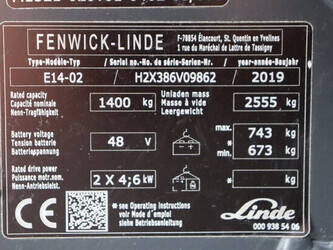 FENWICK-LINDE
F-78854 Élancourt, St. Quentin en Yvelines
1 rue du Maréchal de Lattre de Tassigny
Type-Modèle-Typ / Serial no.-No. de série-Serien-Nr. / year-année-Baujahr
E14-02 / H2X386V09862 / 2019
Rated capacity
Capacité nominale
Nenn-Tragfähigkeit
1400 kg
Unladen mass
Masse à vide
Leergewicht
2555 kg
Battery voltage
Tension batterie
Batteriespannung
48 V
max. 743 kg
* min. 673 kg
Rated drive power
Puissance motr. nom.
Nenn-Antriebsleist.
2 X 4,6 kW
* kg
* see Operating Instructions
voir Mode d'emploi
siehe Betriebsanleitung
CE
Linde
000 938 54 06